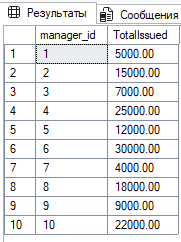 Результаты Сообщения
manager_id TotalIssued
1 1 5000.00
2 2 15000.00
3 3 7000.00
4 4 25000.00
5 5 12000.00
6 6 30000.00
7 7 4000.00
8 8 18000.00
9 9 9000.00
10 10 22000.00